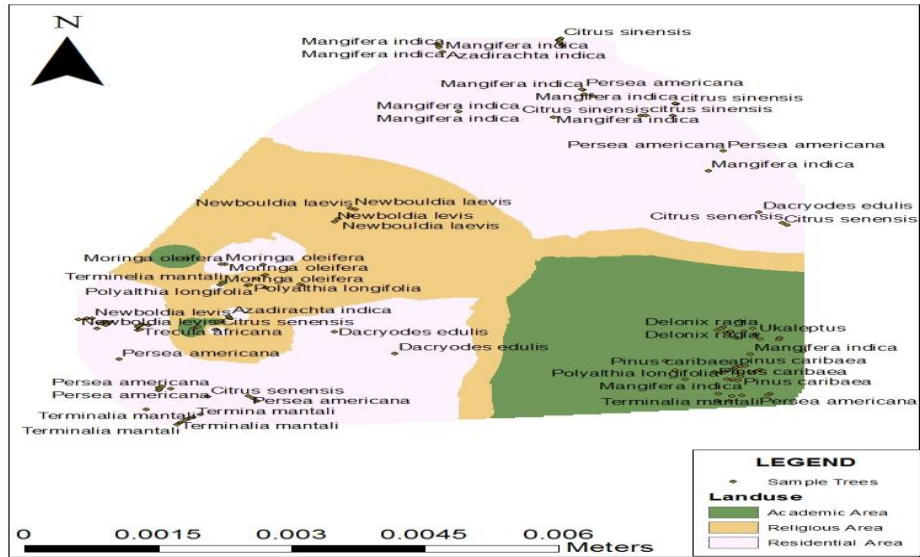 N
Citrus sensis
Mangifera indica Mangifera indica
Mangifera indica Azadirachta indica
Mangifera indica Persea americana
Mangifera indica citrus sinensis
Mangifera indica Citrus sinensis citrus sinensis
Mangifera indica Mangifera indica
Persea americana Persea americana
Mangifera indica
Newbouldia laevis Newbouldia laevis
Newboldia levis
Newbouldia laevis
Dacryodes edulis
Citrus senensis Citrus senensis
Moringa oleifera Moringa oleifera
Moringa oleifera
Terminelia mantali Moringa oleifera
Polyalthia longifolia Polyalthia longifolia
Newboldia levis Azadirachta indica
Newboldia levis Citrus senensis
Trecula africana Dacryodes edulis
Persea americana Dacryodes edulis
Delonix ragia Ukaleptus
Delonix ragia
Mangifera indica
Pinus caribaea pinus caribaea
Polyalthia longifolia Pinus caribaea
Mangifera indica Pinus caribaea
Terminalia mantali Persea americana
Persea americana
Persea americana Citrus senensis
Persea americana
Terminalia mantali Termina mantali
Terminalia mantali Terminalia mantali
LEGEND
Sample Trees
Landuse
Academic Area
Religious Area
Residential Area
0 0.0015 0.003 0.0045 0.006
Meters